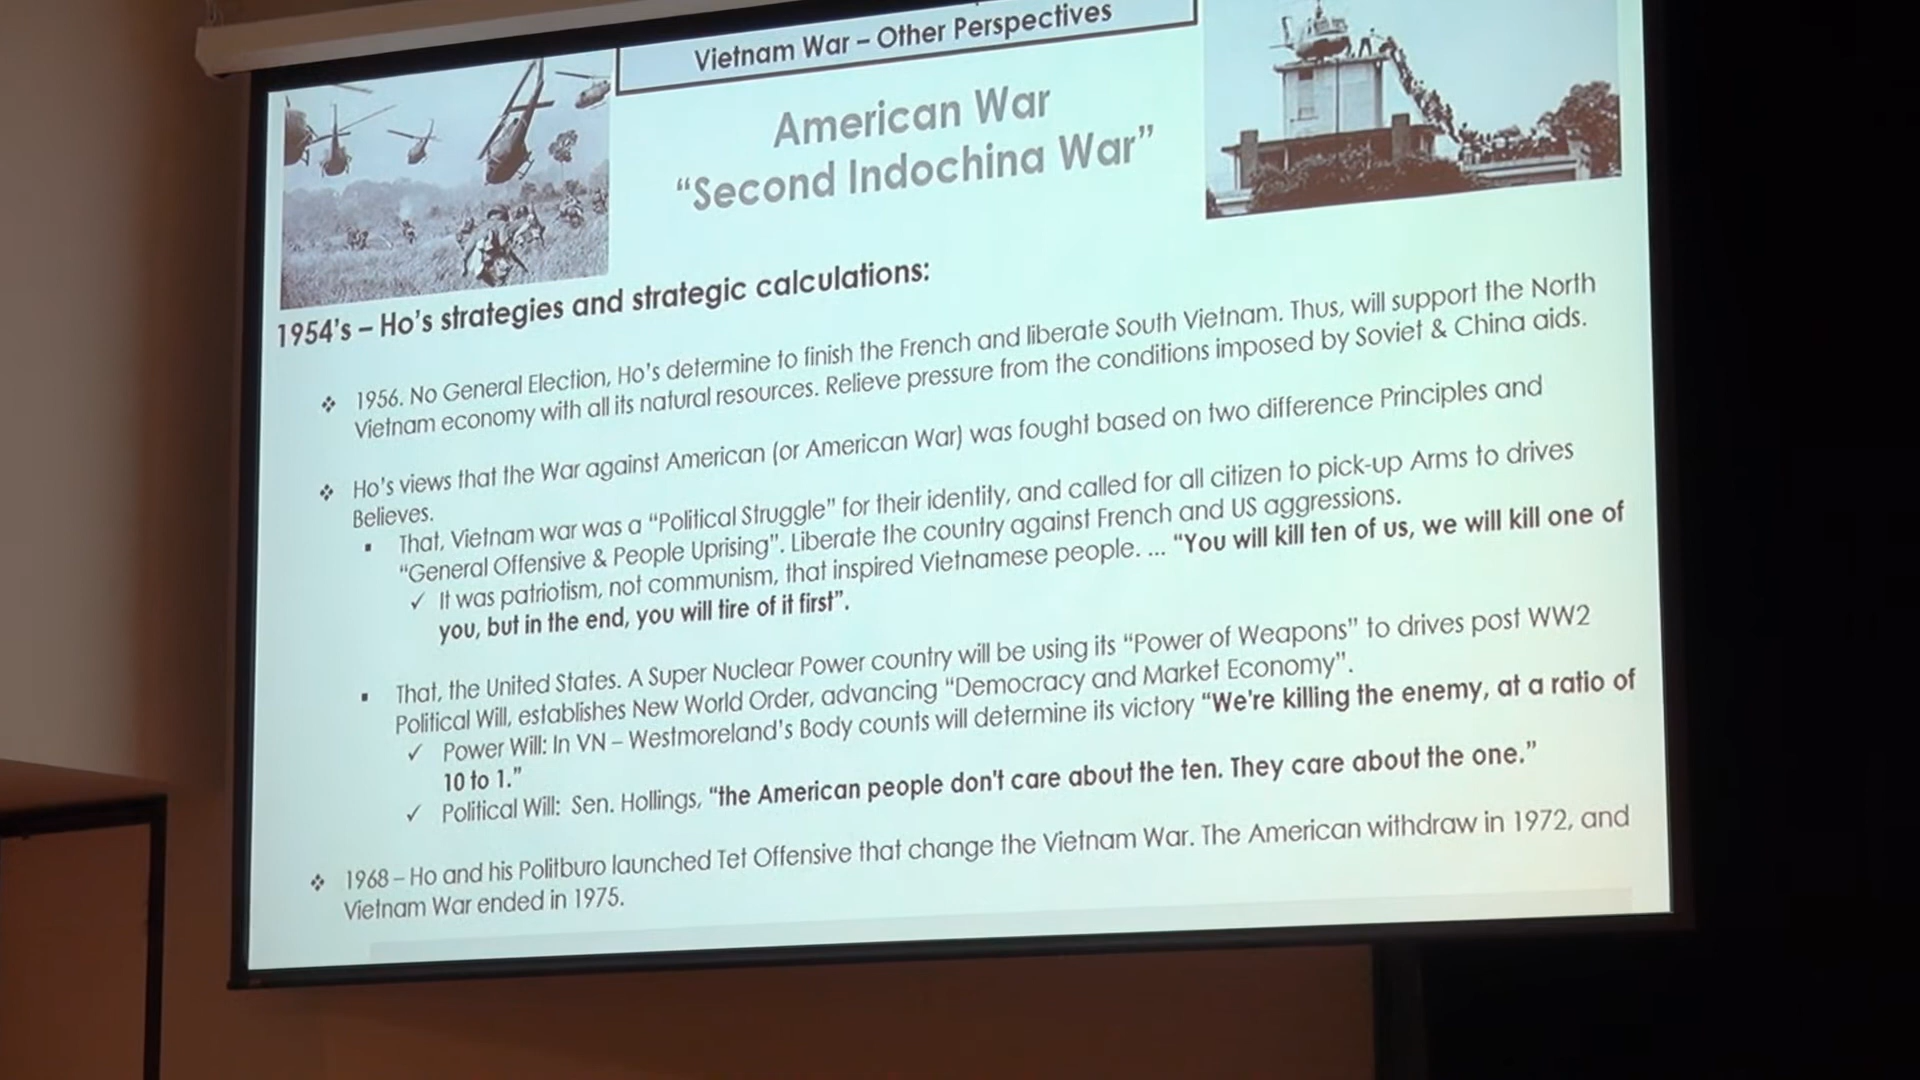 Vietnam War – Other Perspectives
American War
“Second Indochina War”
1954's – Ho's strategies and strategic calculations:
❖ 1956. No General Election, Ho's determine to finish the French and liberate South Vietnam. Thus, will support the North
Vietnam economy with all its natural resources. Relieve pressure from the conditions imposed by Soviet & China aids.
❖ Ho's views that the War against American (or American War) was fought based on two difference Principles and
Believes.
▪ That, Vietnam war was a “Political Struggle” for their identity, and called for all citizen to pick-up Arms to drives
“General Offensive & People Uprising”. Liberate the country against French and US aggressions.
✓ It was patriotism, not communism, that inspired Vietnamese people. ... “You will kill ten of us, we will kill one of
you, but in the end, you will tire of it first”.
▪ That, the United States. A Super Nuclear Power country will be using its “Power of Weapons” to drives post WW2
Political Will, establishes New World Order, advancing “Democracy and Market Economy”.
✓ Power Will: In VN – Westmoreland's Body counts will determine its victory “We're killing the enemy, at a ratio of
10 to 1.”
✓ Political Will: Sen. Hollings, “the American people don't care about the ten. They care about the one.”
❖ 1968 – Ho and his Politburo launched Tet Offensive that change the Vietnam War. The American withdraw in 1972, and
Vietnam War ended in 1975.